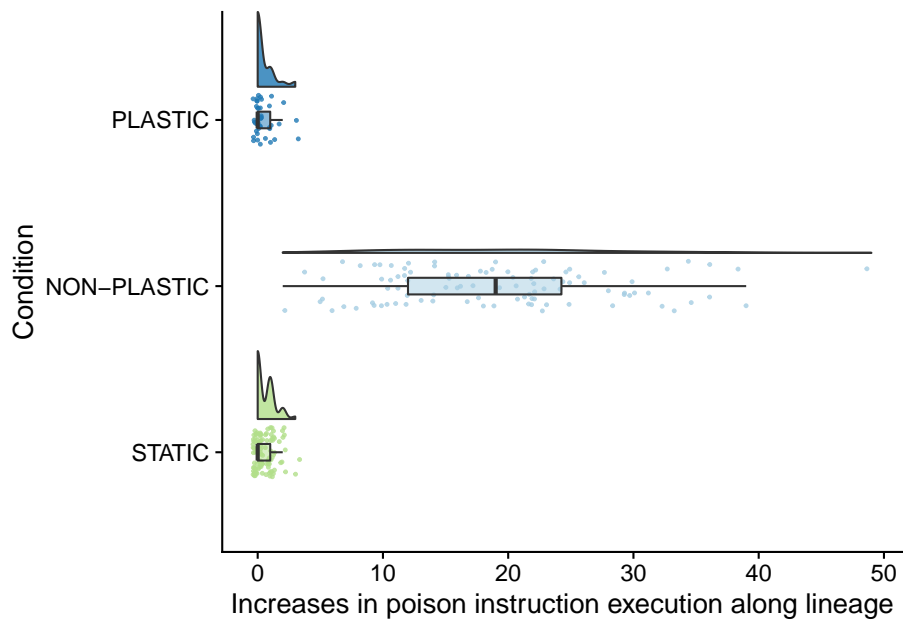 Condition
PLASTIC
NON−PLASTIC
STATIC
0 10 20 30 40 50
Increases in poison instruction execution along lineage